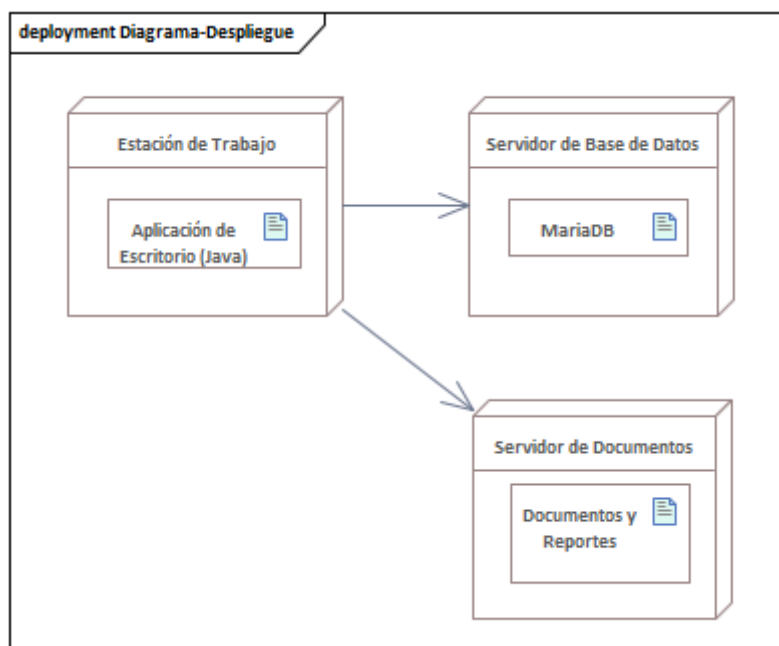 deployment Diagrama-Despliegue
Estación de Trabajo
Aplicación de
Escritorio (Java)
Servidor de Base de Datos
MariaDB
Servidor de Documentos
Documentos y
Reportes